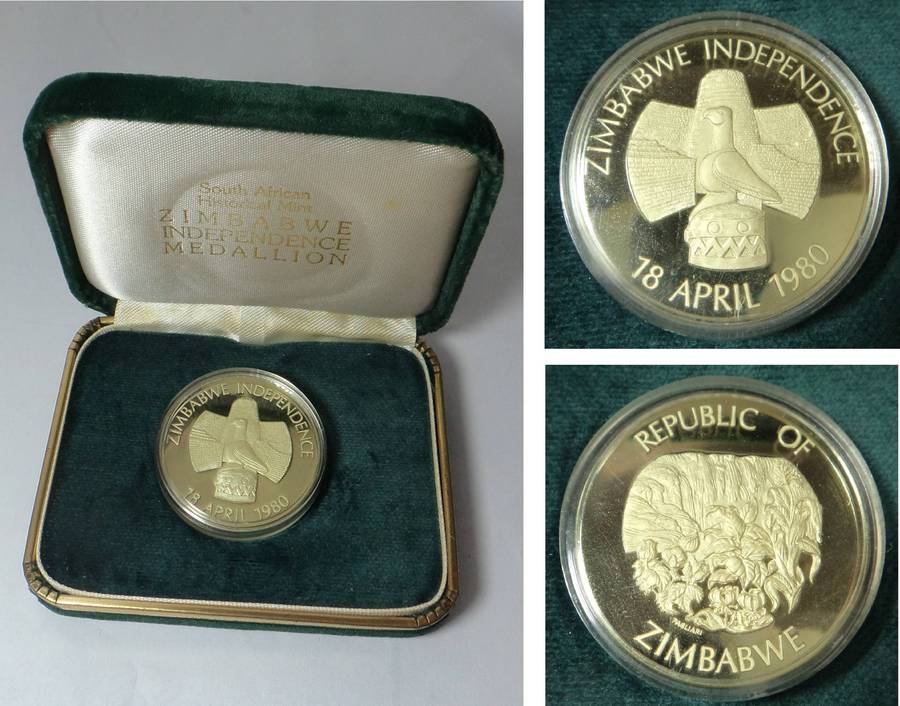 South African
Historical Mint
ZIMBABWE
INDEPENDENCE
MEDALLION
ZIMBABWE INDEPENDENCE
18 APRIL 1980
ZIMBABWE INDEPENDENCE
18 APRIL 1980
REPUBLIC OF
PAGLIARI
ZIMBABWE